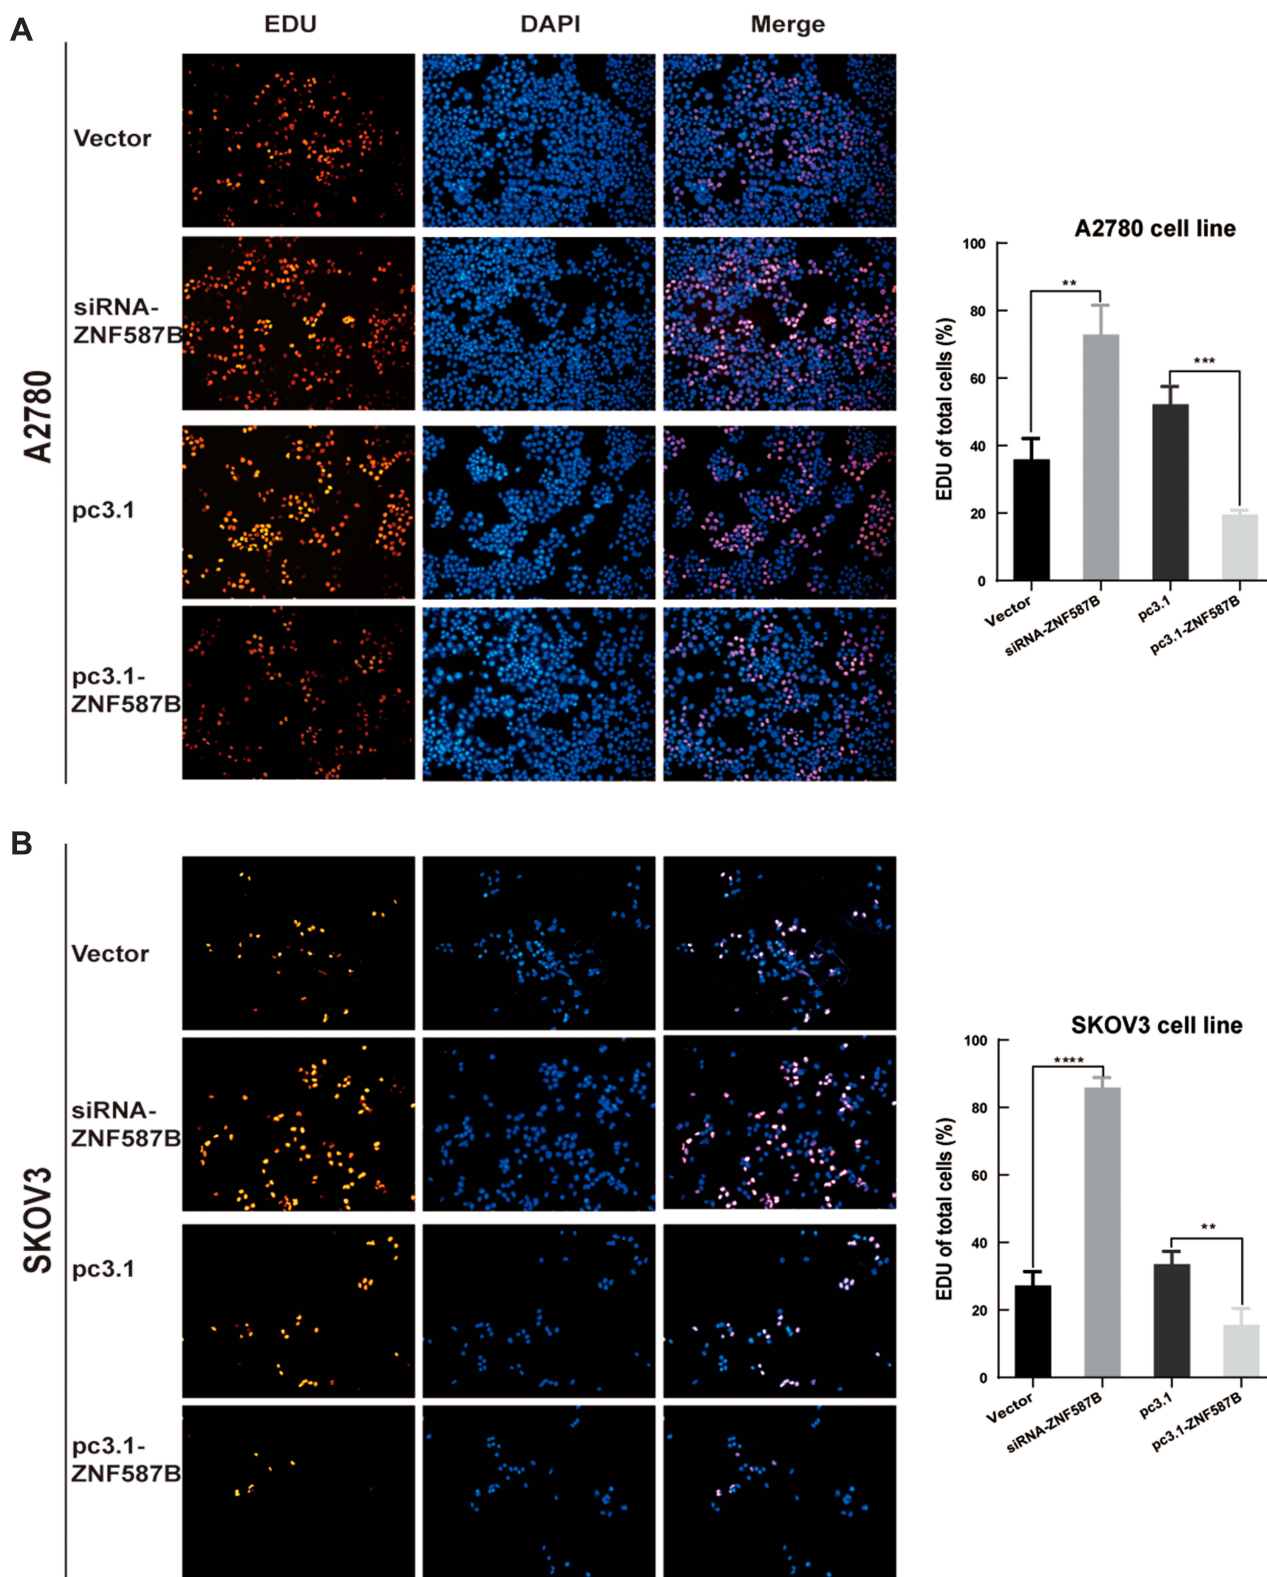 A
EDU DAPI Merge
Vector
siRNA-
ZNF587B
pc3.1
pc3.1-
ZNF587B
A2780
A2780 cell line
EDU of total cells (%)
100
80
60
40
20
0
**
***
Vector
siRNA-ZNF587B
pc3.1
pc3.1-ZNF587B
B
Vector
siRNA-
ZNF587B
pc3.1
pc3.1-
ZNF587B
SKOV3
SKOV3 cell line
EDU of total cells (%)
100
80
60
40
20
0
****
**
Vector
siRNA-ZNF587B
pc3.1
pc3.1-ZNF587B